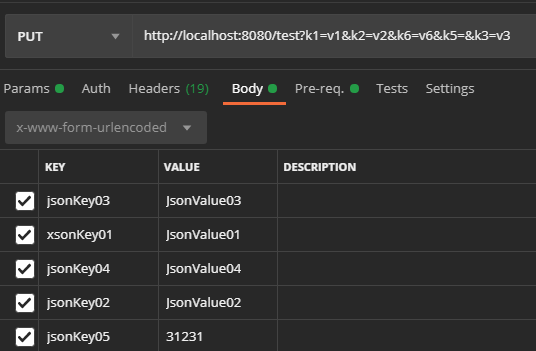 PUT http://localhost:8080/test?k1=v1&k2=v2&k6=v6&k5=&k3=v3
Params Auth Headers (19) Body Pre-req. Tests Settings
x-www-form-urlencoded
KEY VALUE DESCRIPTION
jsonKey03 JsonValue03
xsonKey01 JsonValue01
jsonKey04 JsonValue04
jsonKey02 JsonValue02
jsonKey05 31231